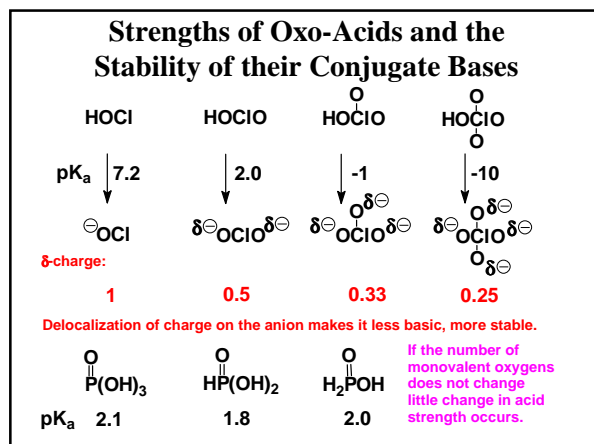 Strengths of Oxo-Acids and the
Stability of their Conjugate Bases
O O
HOCl HOClO HOClO HOClO
O
pKa 7.2 2.0 -1 -10
Oδ⊖ Oδ⊖
⊖OCl δ⊖OClOδ⊖ δ⊖OClOδ⊖ δ⊖OClOδ⊖
Oδ⊖
δ-charge:
1 0.5 0.33 0.25
Delocalization of charge on the anion makes it less basic, more stable.
O O O
P(OH)3 HP(OH)2 H2POH
pKa 2.1 1.8 2.0
If the number of
monovalent oxygens
does not change
little change in acid
strength occurs.